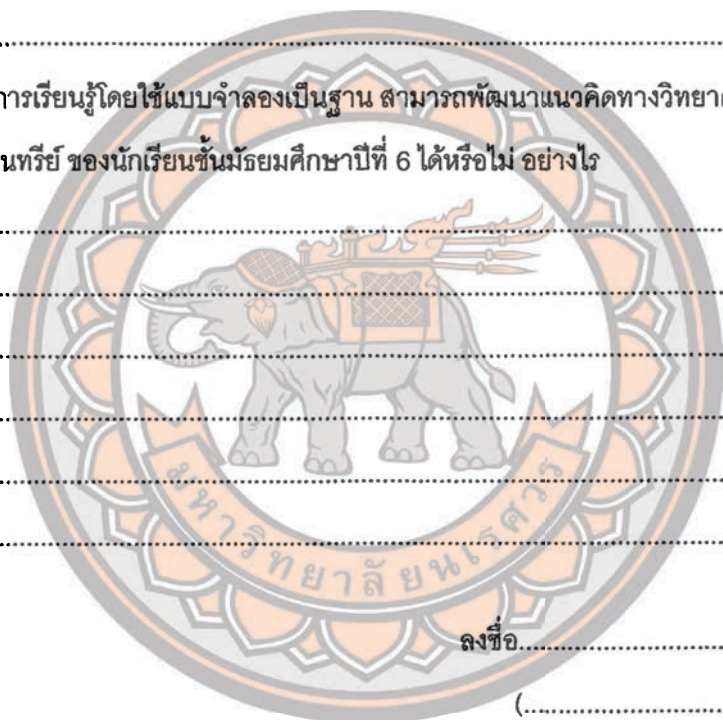 การเรียนรู้โดยใช้แบบจำลองเป็นฐาน สามารถพัฒนาแนวคิดทางวิทยา
นทรีย์ ของนักเรียนชั้นมัธยมศึกษาปีที่ 6 ได้หรือไม่ อย่างไร
มหาวิทยาลัยนเรศวร
ลงชื่อ
(